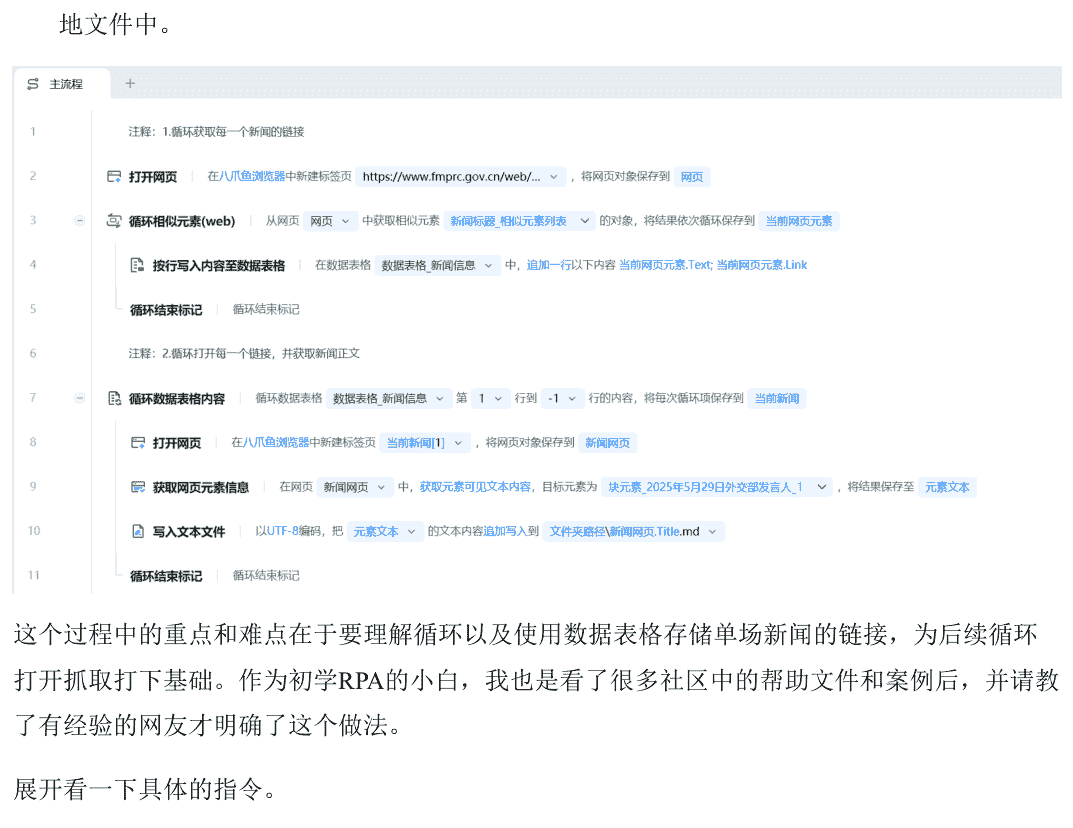 地文件中。
主流程 +
1 注释：1.循环获取每一个新闻的链接
2 打开网页 在八爪鱼浏览器中新建标签页 https://www.fmprc.gov.cn/web/... ，将网页对象保存到 网页
3 循环相似元素(web) 从网页 网页 中获取相似元素 新闻标题_相似元素列表 的对象，将结果依次循环保存到 当前网页元素
4 按行写入内容至数据表格 在数据表格 数据表格_新闻信息 中，追加一行以下内容 当前网页元素.Text; 当前网页元素.Link
5 循环结束标记 循环结束标记
6 注释：2.循环打开每一个链接，并获取新闻正文
7 循环数据表格内容 循环数据表格 数据表格_新闻信息 第 1 行到 -1 行的内容，将每次循环项保存到 当前新闻
8 打开网页 在八爪鱼浏览器中新建标签页 当前新闻[1] ，将网页对象保存到 新闻网页
9 获取网页元素信息 在网页 新闻网页 中，获取元素可见文本内容，目标元素为 块元素_2025年5月29日外交部发言人_1 ，将结果保存至 元素文本
10 写入文本文件 以UTF-8编码，把 元素文本 的文本内容追加写入到 文件夹路径\新闻网页.Title.md
11 循环结束标记 循环结束标记
这个过程中的重点和难点在于要理解循环以及使用数据表格存储单场新闻的链接，为后续循环
打开抓取打下基础。作为初学RPA的小白，我也是看了很多社区中的帮助文件和案例后，并请教
了有经验的网友才明确了这个做法。
展开看一下具体的指令。